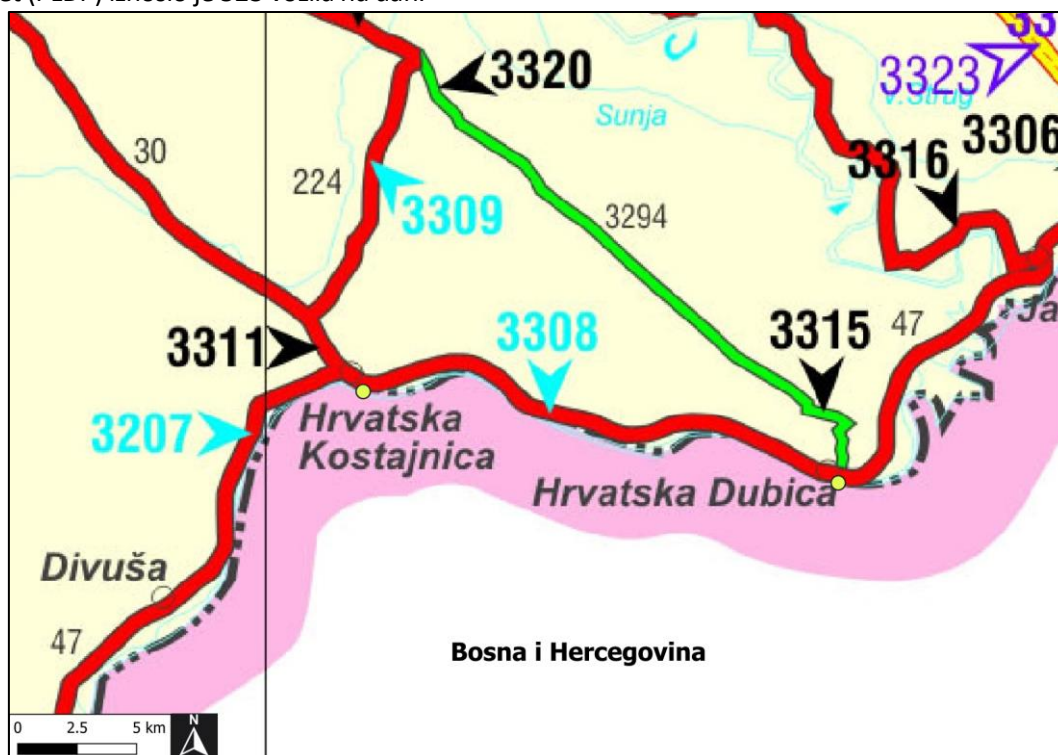 3320
3323
V. Strug
Sunja
30
3306
3316
224
3309
3294
3311
3308
3315
47
3207
Hrvatska
Kostajnica
Hrvatska Dubica
Divuša
47
Bosna i Hercegovina
0 2.5 5 km
N